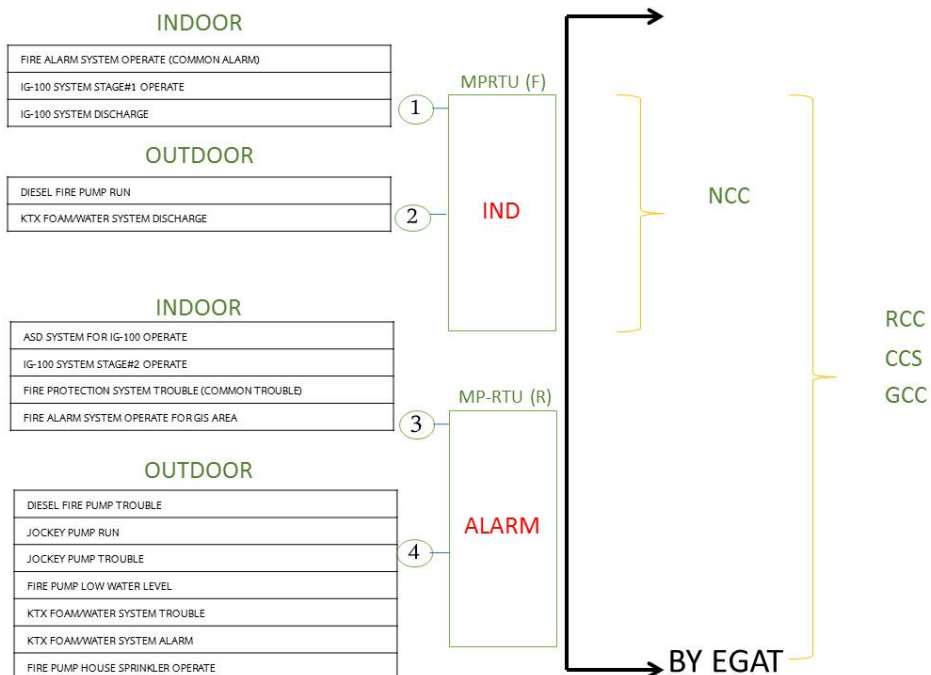 INDOOR
FIRE ALARM SYSTEM OPERATE (COMMON ALARM)
IG-100 SYSTEM STAGE#1 OPERATE
IG-100 SYSTEM DISCHARGE
1
OUTDOOR
DIESEL FIRE PUMP RUN
KTX FOAM/WATER SYSTEM DISCHARGE
2
MPRTU (F)
IND
NCC
INDOOR
ASD SYSTEM FOR IG-100 OPERATE
IG-100 SYSTEM STAGE#2 OPERATE
FIRE PROTECTION SYSTEM TROUBLE (COMMON TROUBLE)
FIRE ALARM SYSTEM OPERATE FOR GIS AREA
3
OUTDOOR
DIESEL FIRE PUMP TROUBLE
JOCKEY PUMP RUN
JOCKEY PUMP TROUBLE
FIRE PUMP LOW WATER LEVEL
KTX FOAM/WATER SYSTEM TROUBLE
KTX FOAM/WATER SYSTEM ALARM
FIRE PUMP HOUSE SPRINKLER OPERATE
4
MP-RTU (R)
ALARM
RCC
CCS
GCC
BY EGAT